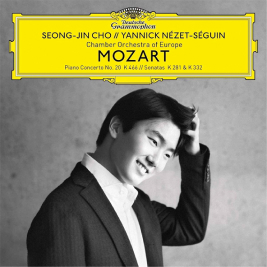 Deutsche
Grammophon
SEONG-JIN CHO // YANNICK NÉZET-SÉGUIN
Chamber Orchestra of Europe
MOZART
Piano Concerto No. 20 K 466 // Sonatas K 281 & K 332